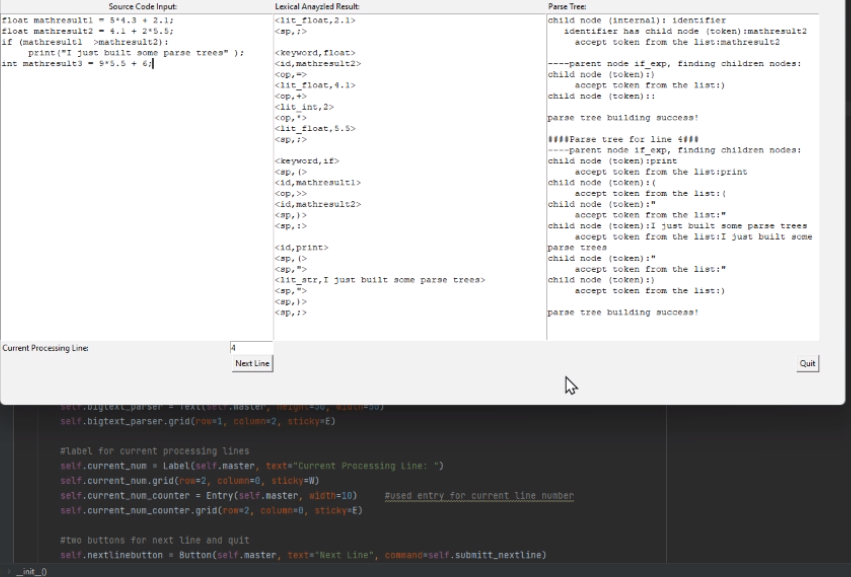 Source Code Input:
float mathresult1 = 5*4.3 + 2.1;
float mathresult2 = 4.1 + 2*5.5;
if (mathresult1  >mathresult2):
     print("I just built some parse trees" );
int mathresult3 = 9*5.5 + 6;
Current Processing Line:
4
Next Line
Lexical Anayzled Result:
<lit_float,2.1>
<sp,;>
<keyword,float>
<id,mathresult2>
<op,=>
<lit_float,4.1>
<op,+>
<lit_int,2>
<op,*>
<lit_float,5.5>
<sp,;>
<keyword,if>
<sp,(>
<id,mathresult1>
<op,>>
<id,mathresult2>
<sp,)>
<sp,:>
<id,print>
<sp,(>
<sp,">
<lit_str,I just built some parse trees>
<sp,">
<sp,)>
<sp,;>
Parse Tree:
child node (internal): identifier
   identifier has child node (token):mathresult2
     accept token from the list:mathresult2
----parent node if_exp, finding children nodes:
child node (token):)
     accept token from the list:)
child node (token)::
parse tree building success!
####Parse tree for line 4###
----parent node if_exp, finding children nodes:
child node (token):print
     accept token from the list:print
child node (token):(
     accept token from the list:(
child node (token):"
     accept token from the list:"
child node (token):I just built some parse trees
     accept token from the list:I just built some
parse trees
child node (token):"
     accept token from the list:"
child node (token):)
     accept token from the list:)
parse tree building success!
Quit
self.bigtext_parser = Text(self.master, height=30, width=50)
self.bigtext_parser.grid(row=1, column=2, sticky=E)
#label for current processing lines
self.current_num = Label(self.master, text="Current Processing Line: ")
self.current_num.grid(row=2, column=0, sticky=W)
self.current_num_counter = Entry(self.master, width=10)     #used entry for current line number
self.current_num_counter.grid(row=2, column=0, sticky=E)
#two buttons for next line and quit
self.nextlinebutton = Button(self.master, text="Next Line", command=self.submitt_nextline)
__init__()